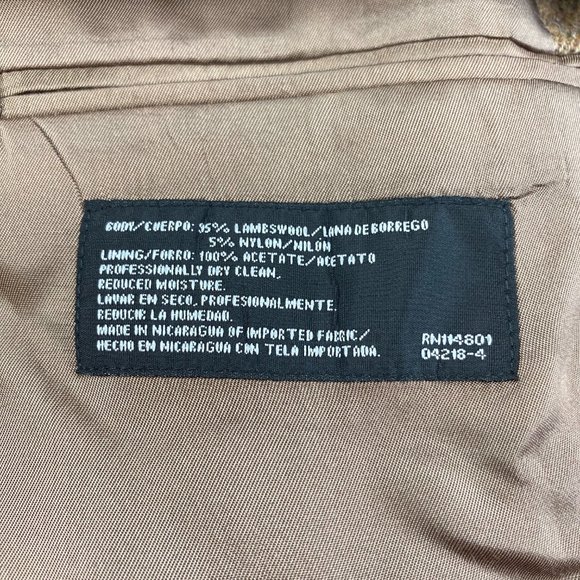 BODY/CUERPO: 95% LAMBSWOOL/LANA DE BORREGO
5% NYLON/NILÓN
LINING/FORRO: 100% ACETATE/ACETATO
PROFESSIONALLY DRY CLEAN,
REDUCED MOISTURE.
LAVAR EN SECO, PROFESIONALMENTE.
REDUCIR LA HUMEDAD.
MADE IN NICARAGUA OF IMPORTED FABRIC/
HECHO EN NICARAGUA CON TELA IMPORTADA.
RN114801
04218-4